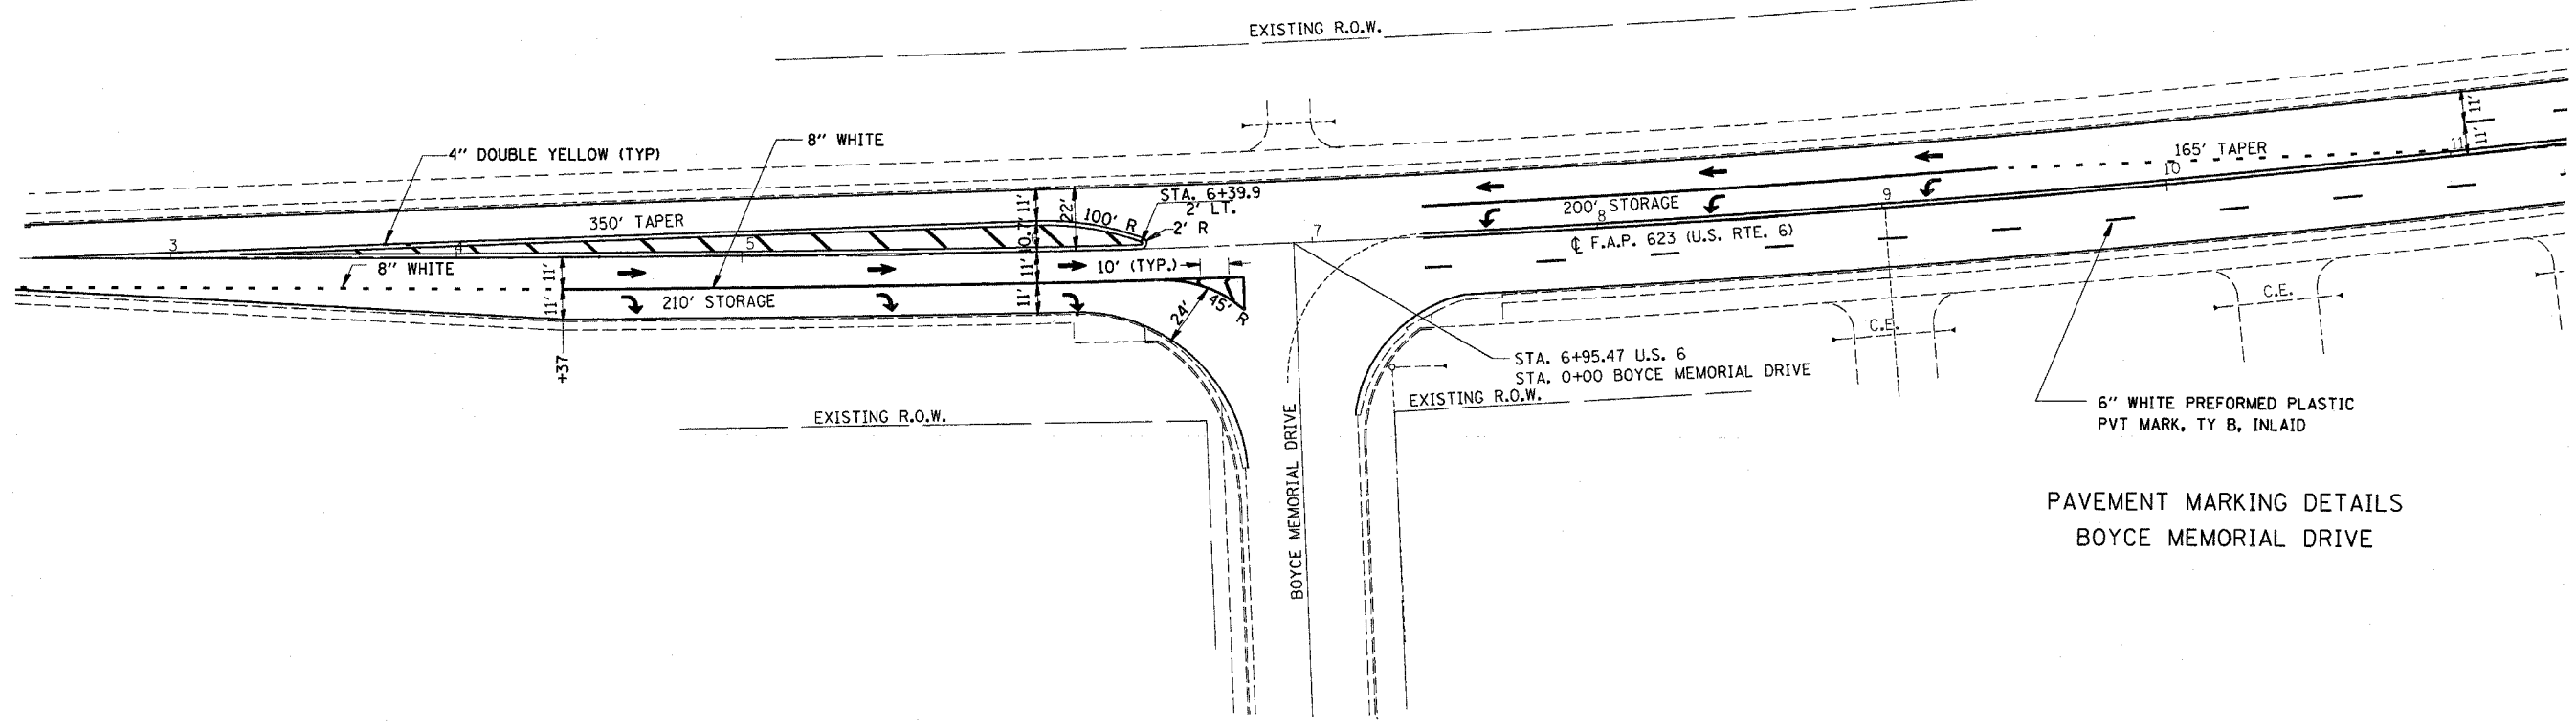 EXISTING R.O.W.
8" WHITE
4" DOUBLE YELLOW (TYP)
350' TAPER
11'
22'
100' R
STA. 6+39.9
2' LT.
2' R
3
4
5
7
8
9
10
11
8" WHITE
11'
11'
210' STORAGE
11'
11'
10' (TYP.)
24'
45' R
+37
200' STORAGE
165' TAPER
11'
11'
℄ F.A.P. 623 (U.S. RTE. 6)
C.E.
C.E.
STA. 6+95.47 U.S. 6
STA. 0+00 BOYCE MEMORIAL DRIVE
EXISTING R.O.W.
EXISTING R.O.W.
BOYCE MEMORIAL DRIVE
6" WHITE PREFORMED PLASTIC
PVT MARK, TY B, INLAID
PAVEMENT MARKING DETAILS
BOYCE MEMORIAL DRIVE